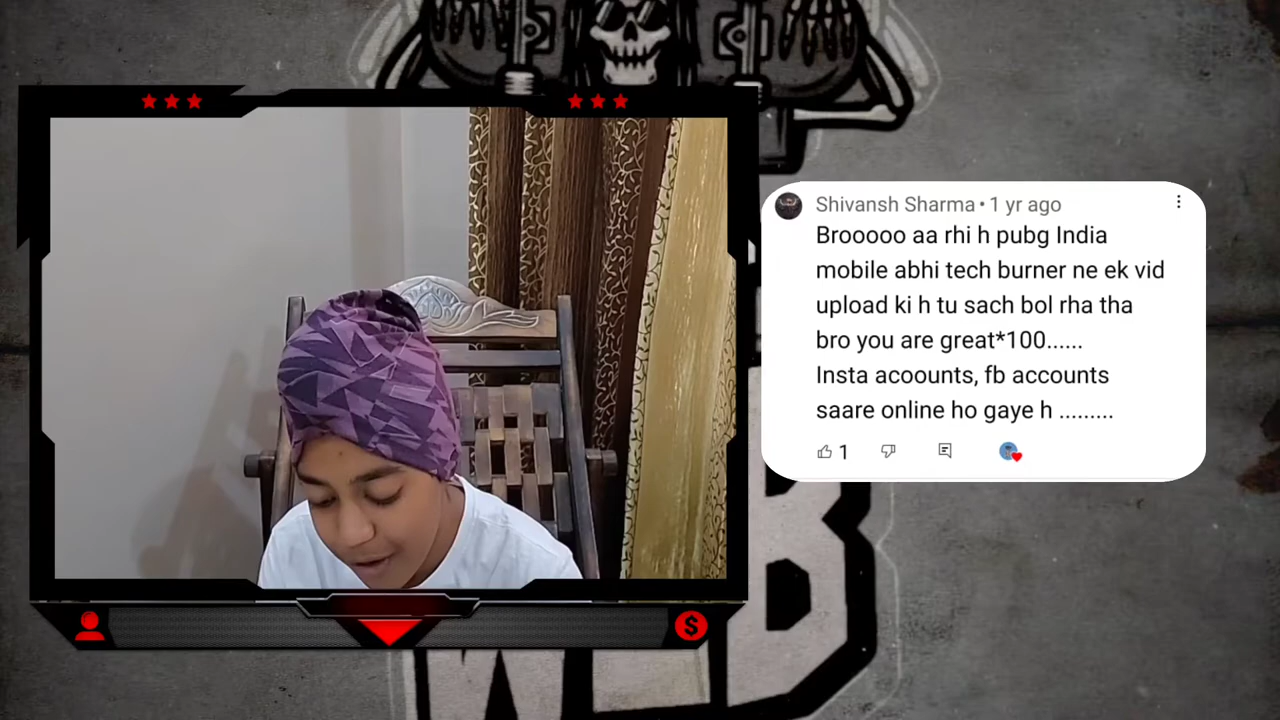 Shivansh Sharma • 1 yr ago
Brooooo aa rhi h pubg India
mobile abhi tech burner ne ek vid
upload ki h tu sach bol rha tha
bro you are great*100......
Insta acoounts, fb accounts
saare online ho gaye h .........
1
$